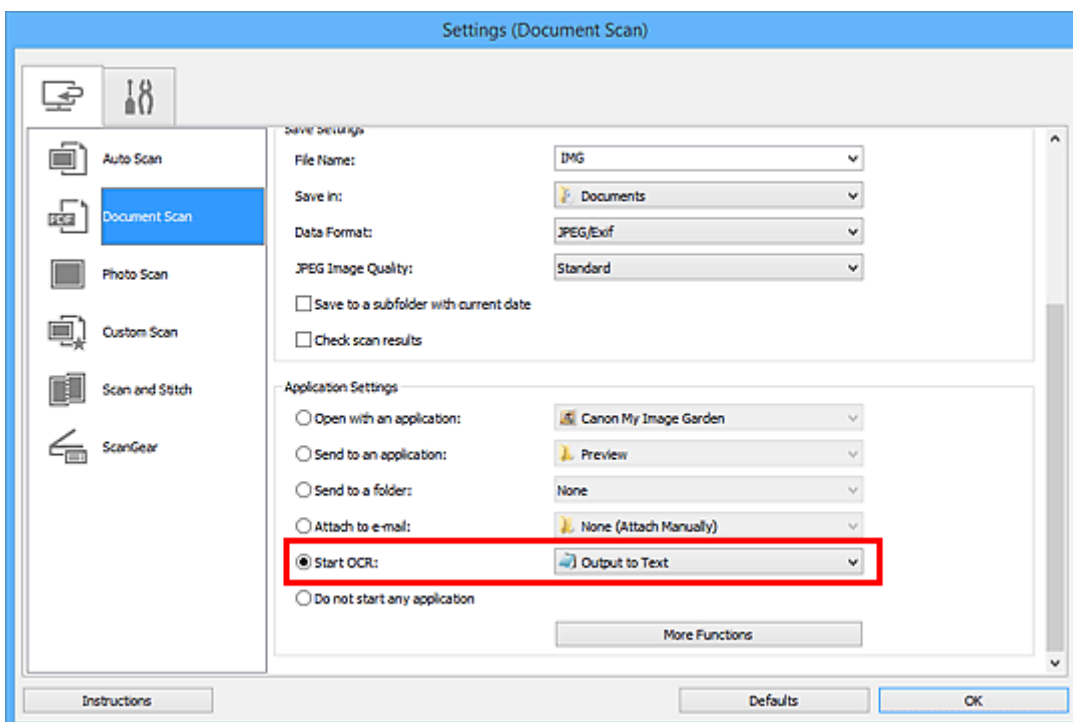 Settings (Document Scan)
Save Settings
Auto Scan
File Name: IMG
Save in: Documents
PDF Document Scan
Data Format: JPEG/Exif
Photo Scan
JPEG Image Quality: Standard
Save to a subfolder with current date
Custom Scan
Check scan results
Scan and Stitch
Application Settings
Open with an application: Canon My Image Garden
ScanGear
Send to an application: Preview
Send to a folder: None
Attach to e-mail: None (Attach Manually)
Start OCR: Output to Text
Do not start any application
More Functions
Instructions Defaults OK